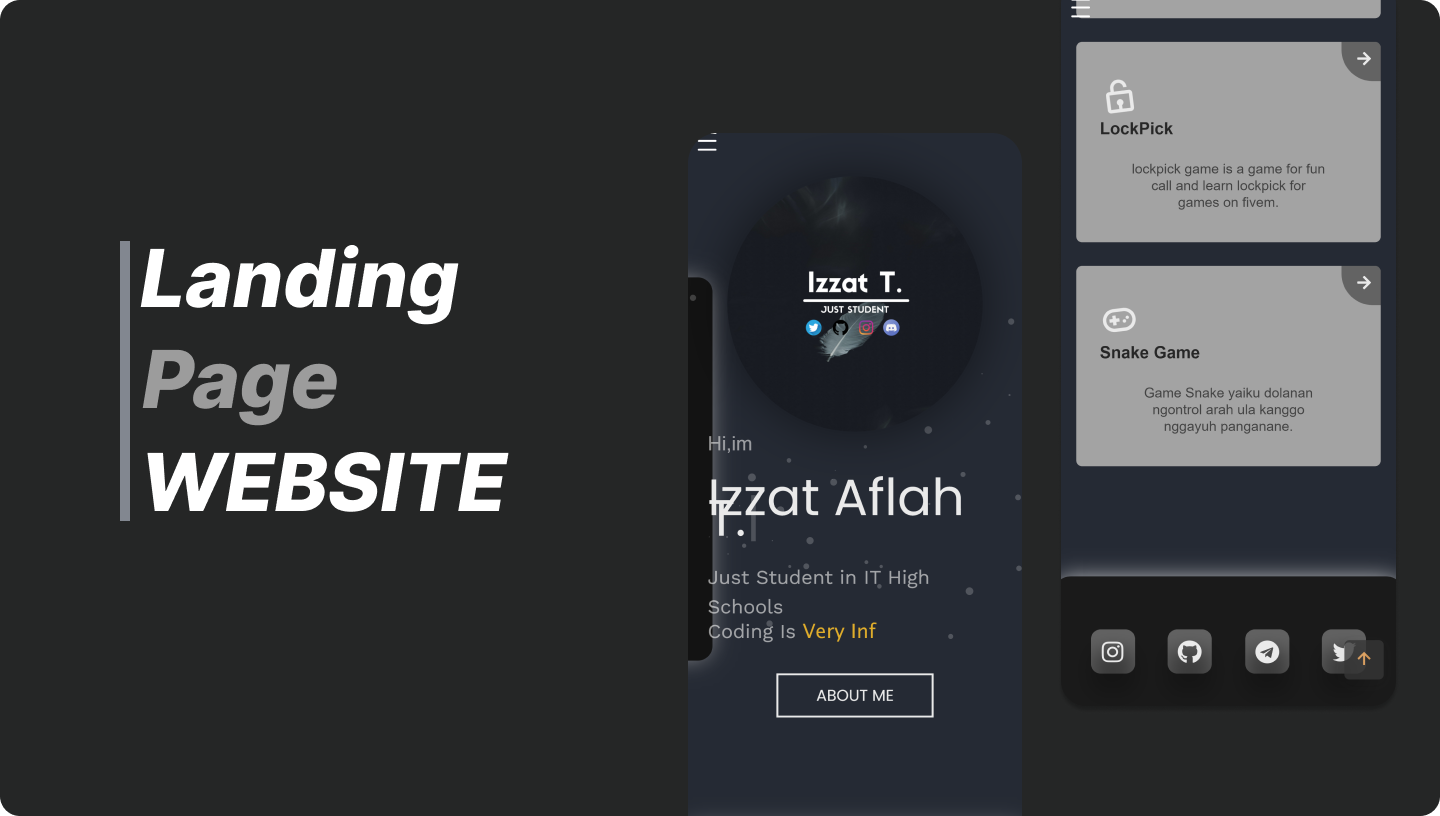 Landing
Page
WEBSITE
Izzat T.
JUST STUDENT
Hi,im
Izzat Aflah
T.|
Just Student in IT High
Schools
Coding Is Very Inf
ABOUT ME
LockPick
lockpick game is a game for fun
call and learn lockpick for
games on fivem.
Snake Game
Game Snake yaiku dolanan
ngontrol arah ula kanggo
nggayuh panganane.